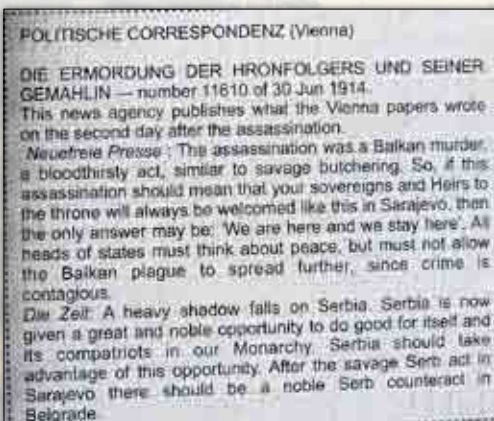 POLITISCHE CORRESPONDENZ (Vienna)
DIE ERMORDUNG DER HRONFOLGERS UND SEINER
GEMAHLIN — number 11610 of 30 Jun 1914.
This news agency publishes what the Vienna papers wrote
on the second day after the assassination.
Neuefreie Presse : The assassination was a Balkan murder,
a bloodthirsty act, similar to savage butchering. So, if this
assassination should mean that your sovereigns and Heirs to
the throne will always be welcomed like this in Sarajevo, then
the only answer may be: 'We are here and we stay here'. All
heads of states must think about peace, but must not allow
the Balkan plague to spread further, since crime is
contagious.
Die Zeit: A heavy shadow falls on Serbia. Serbia is now
given a great and noble opportunity to do good for itself and
its compatriots in our Monarchy. Serbia should take
advantage of this opportunity. After the savage Serb act in
Sarajevo there should be a noble Serb counteract in
Belgrade.